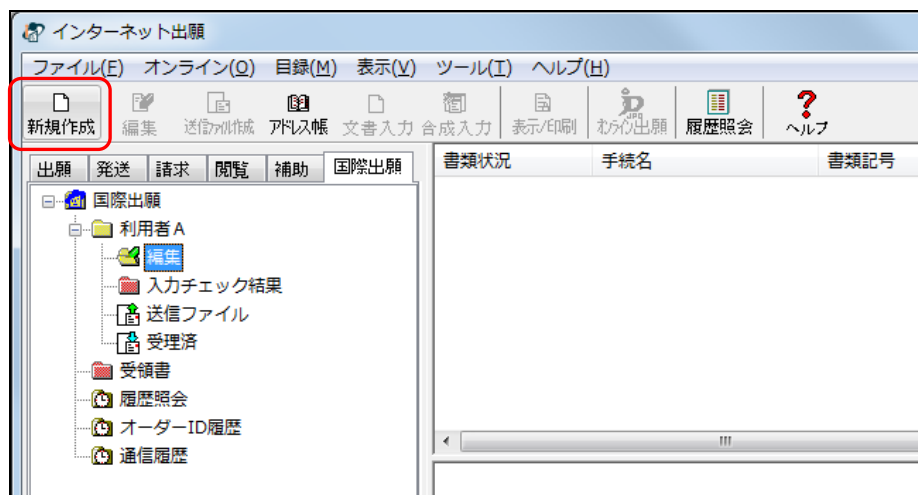 インターネット出願
ファイル(F) オンライン(O) 目録(M) 表示(V) ツール(T) ヘルプ(H)
新規作成 編集 送信ファイル作成 アドレス帳 文書入力 合成入力 表示/印刷 オンライン出願 履歴照会 ヘルプ
出願 発送 請求 閲覧 補助 国際出願
書類状況 手続名 書類記号
国際出願
利用者A
編集
入力チェック結果
送信ファイル
受理済
受領書
履歴照会
オーダーID履歴
通信履歴